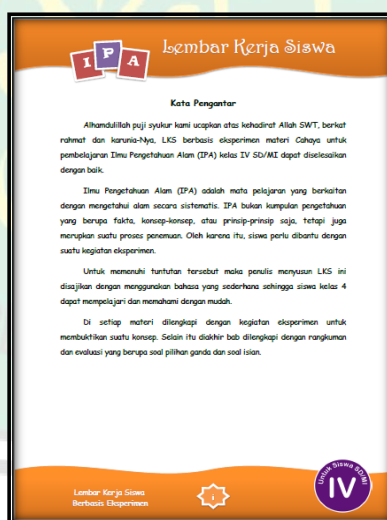 I P A
Lembar Kerja Siswa
Kata Pengantar
Alhamdulillah puji syukur kami ucapkan atas kehadirat Allah SWT, berkat
rahmat dan karunia-Nya, LKS berbasis eksperimen materi Cahaya untuk
pembelajaran Ilmu Pengetahuan Alam (IPA) kelas IV SD/MI dapat diselesaikan
dengan baik.
Ilmu Pengetahuan Alam (IPA) adalah mata pelajaran yang berkaitan
dengan mengetahui alam secara sistematis. IPA bukan kumpulan pengetahuan
yang berupa fakta, konsep-konsep, atau prinsip-prinsip saja, tetapi juga
merupkan suatu proses penemuan. Oleh karena itu, siswa perlu dibantu dengan
suatu kegiatan eksperimen.
Untuk memenuhi tuntutan tersebut maka penulis menyusun LKS ini
disajikan dengan menggunakan bahasa yang sederhana sehingga siswa kelas 4
dapat mempelajari dan memahami dengan mudah.
Di setiap materi dilengkapi dengan kegiatan eksperimen untuk
membuktikan suatu konsep. Selain itu diakhir bab dilengkapi dengan rangkuman
dan evaluasi yang berupa soal pilihan ganda dan soal isian.
Lembar Kerja Siswa
Berbasis Eksperimen
i
Untuk Siswa SD/MI
IV